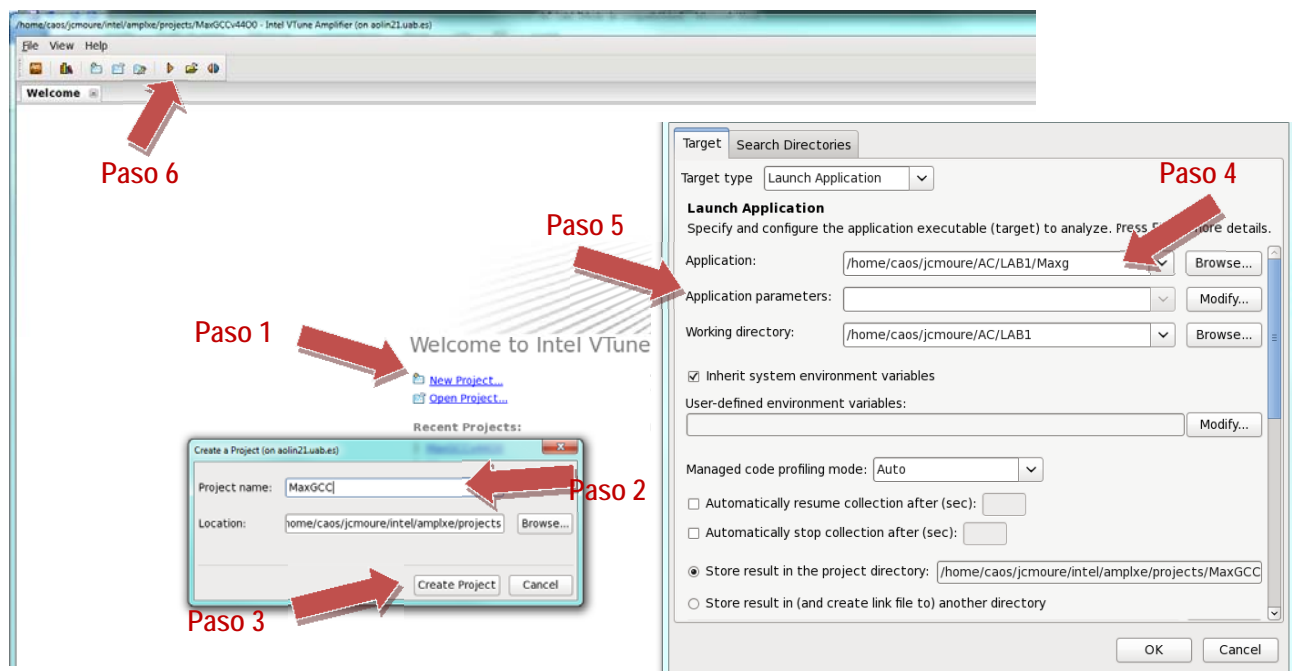 /home/caos/jcmoure/intel/amplxe/projects/MaxGCCv44O0 - Intel VTune Amplifier (on aolin21.uab.es)
File View Help
Welcome
Paso 6
Paso 1
Welcome to Intel VTune
New Project...
Open Project...
Recent Projects:
Create a Project (on aolin21.uab.es)
Project name: MaxGCC
Paso 2
Location: home/caos/jcmoure/intel/amplxe/projects Browse...
Create Project Cancel
Paso 3
Target Search Directories
Target type Launch Application
Paso 4
Launch Application
Specify and configure the application executable (target) to analyze. Press more details.
Paso 5
Application: /home/caos/jcmoure/AC/LAB1/Maxg Browse...
Application parameters: Modify...
Working directory: /home/caos/jcmoure/AC/LAB1 Browse...
Inherit system environment variables
User-defined environment variables:
Modify...
Managed code profiling mode: Auto
Automatically resume collection after (sec):
Automatically stop collection after (sec):
Store result in the project directory: /home/caos/jcmoure/intel/amplxe/projects/MaxGCC
Store result in (and create link file to) another directory
OK Cancel